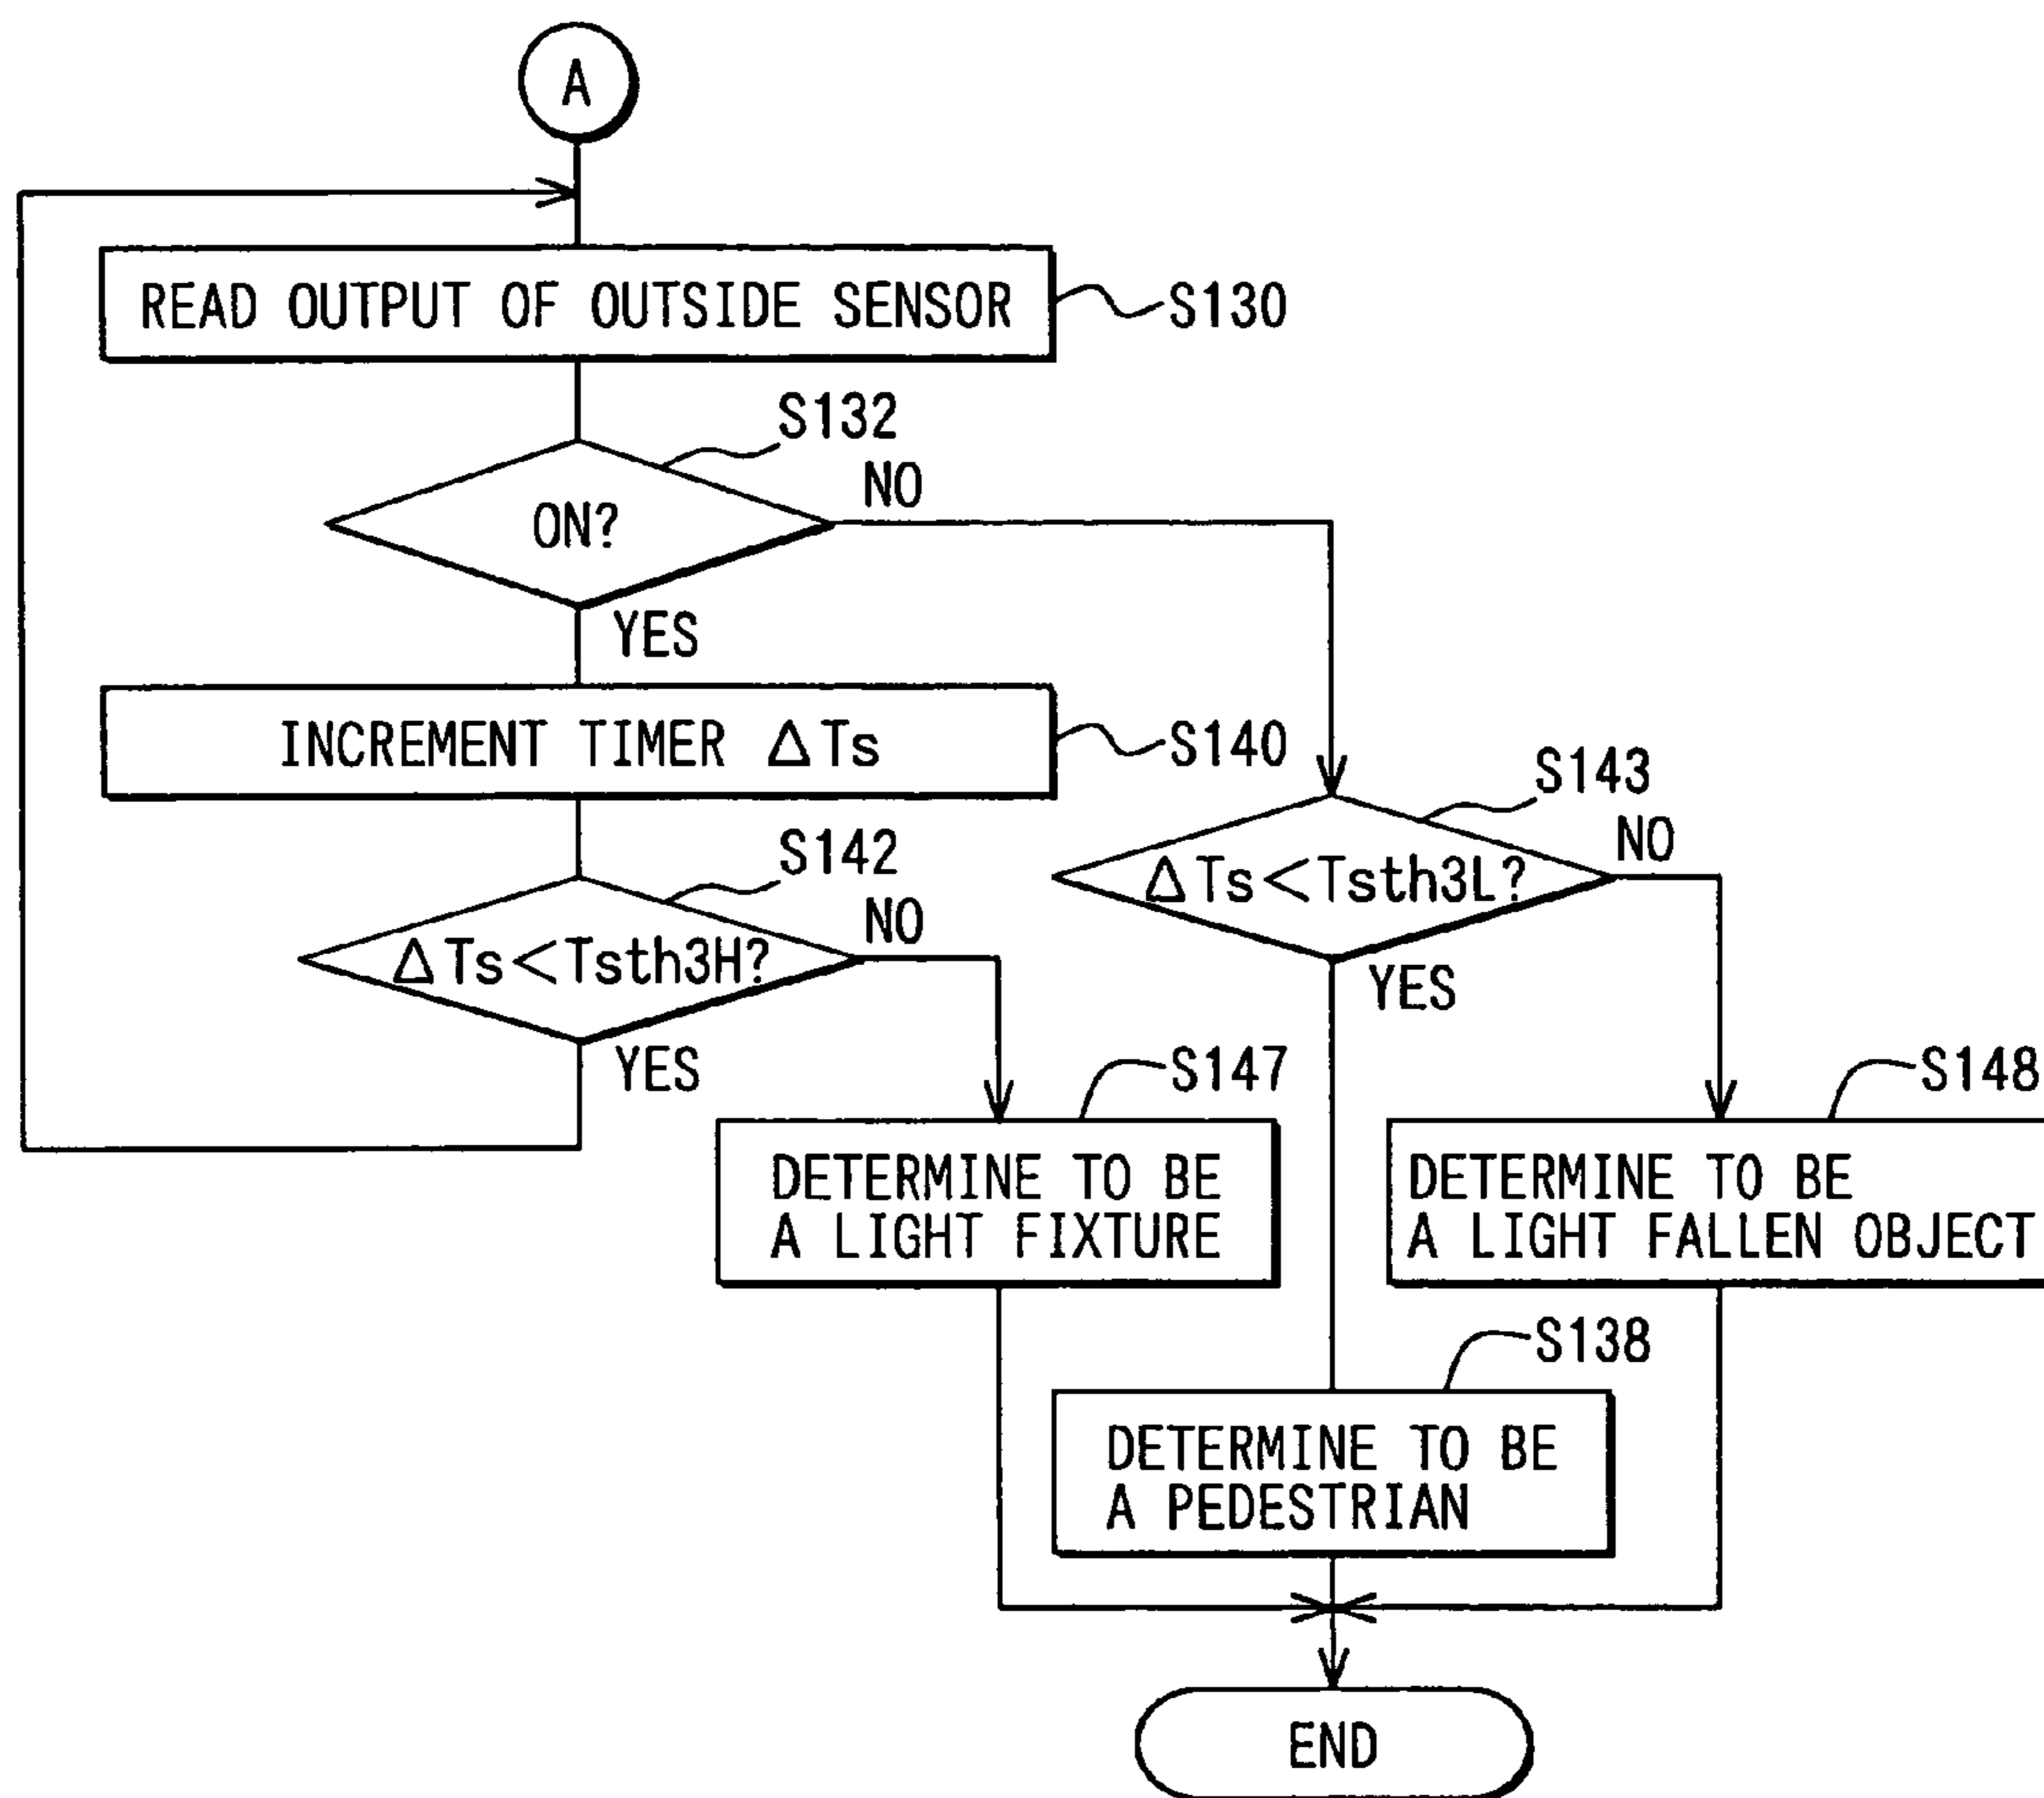 A
READ OUTPUT OF OUTSIDE SENSOR
S130
S132
ON?
NO
YES
INCREMENT TIMER ΔTs
S140
S142
ΔTs<Tsth3H?
NO
YES
S143
ΔTs<Tsth3L?
NO
YES
S147
DETERMINE TO BE
A LIGHT FIXTURE
S148
DETERMINE TO BE
A LIGHT FALLEN OBJECT
S138
DETERMINE TO BE
A PEDESTRIAN
END